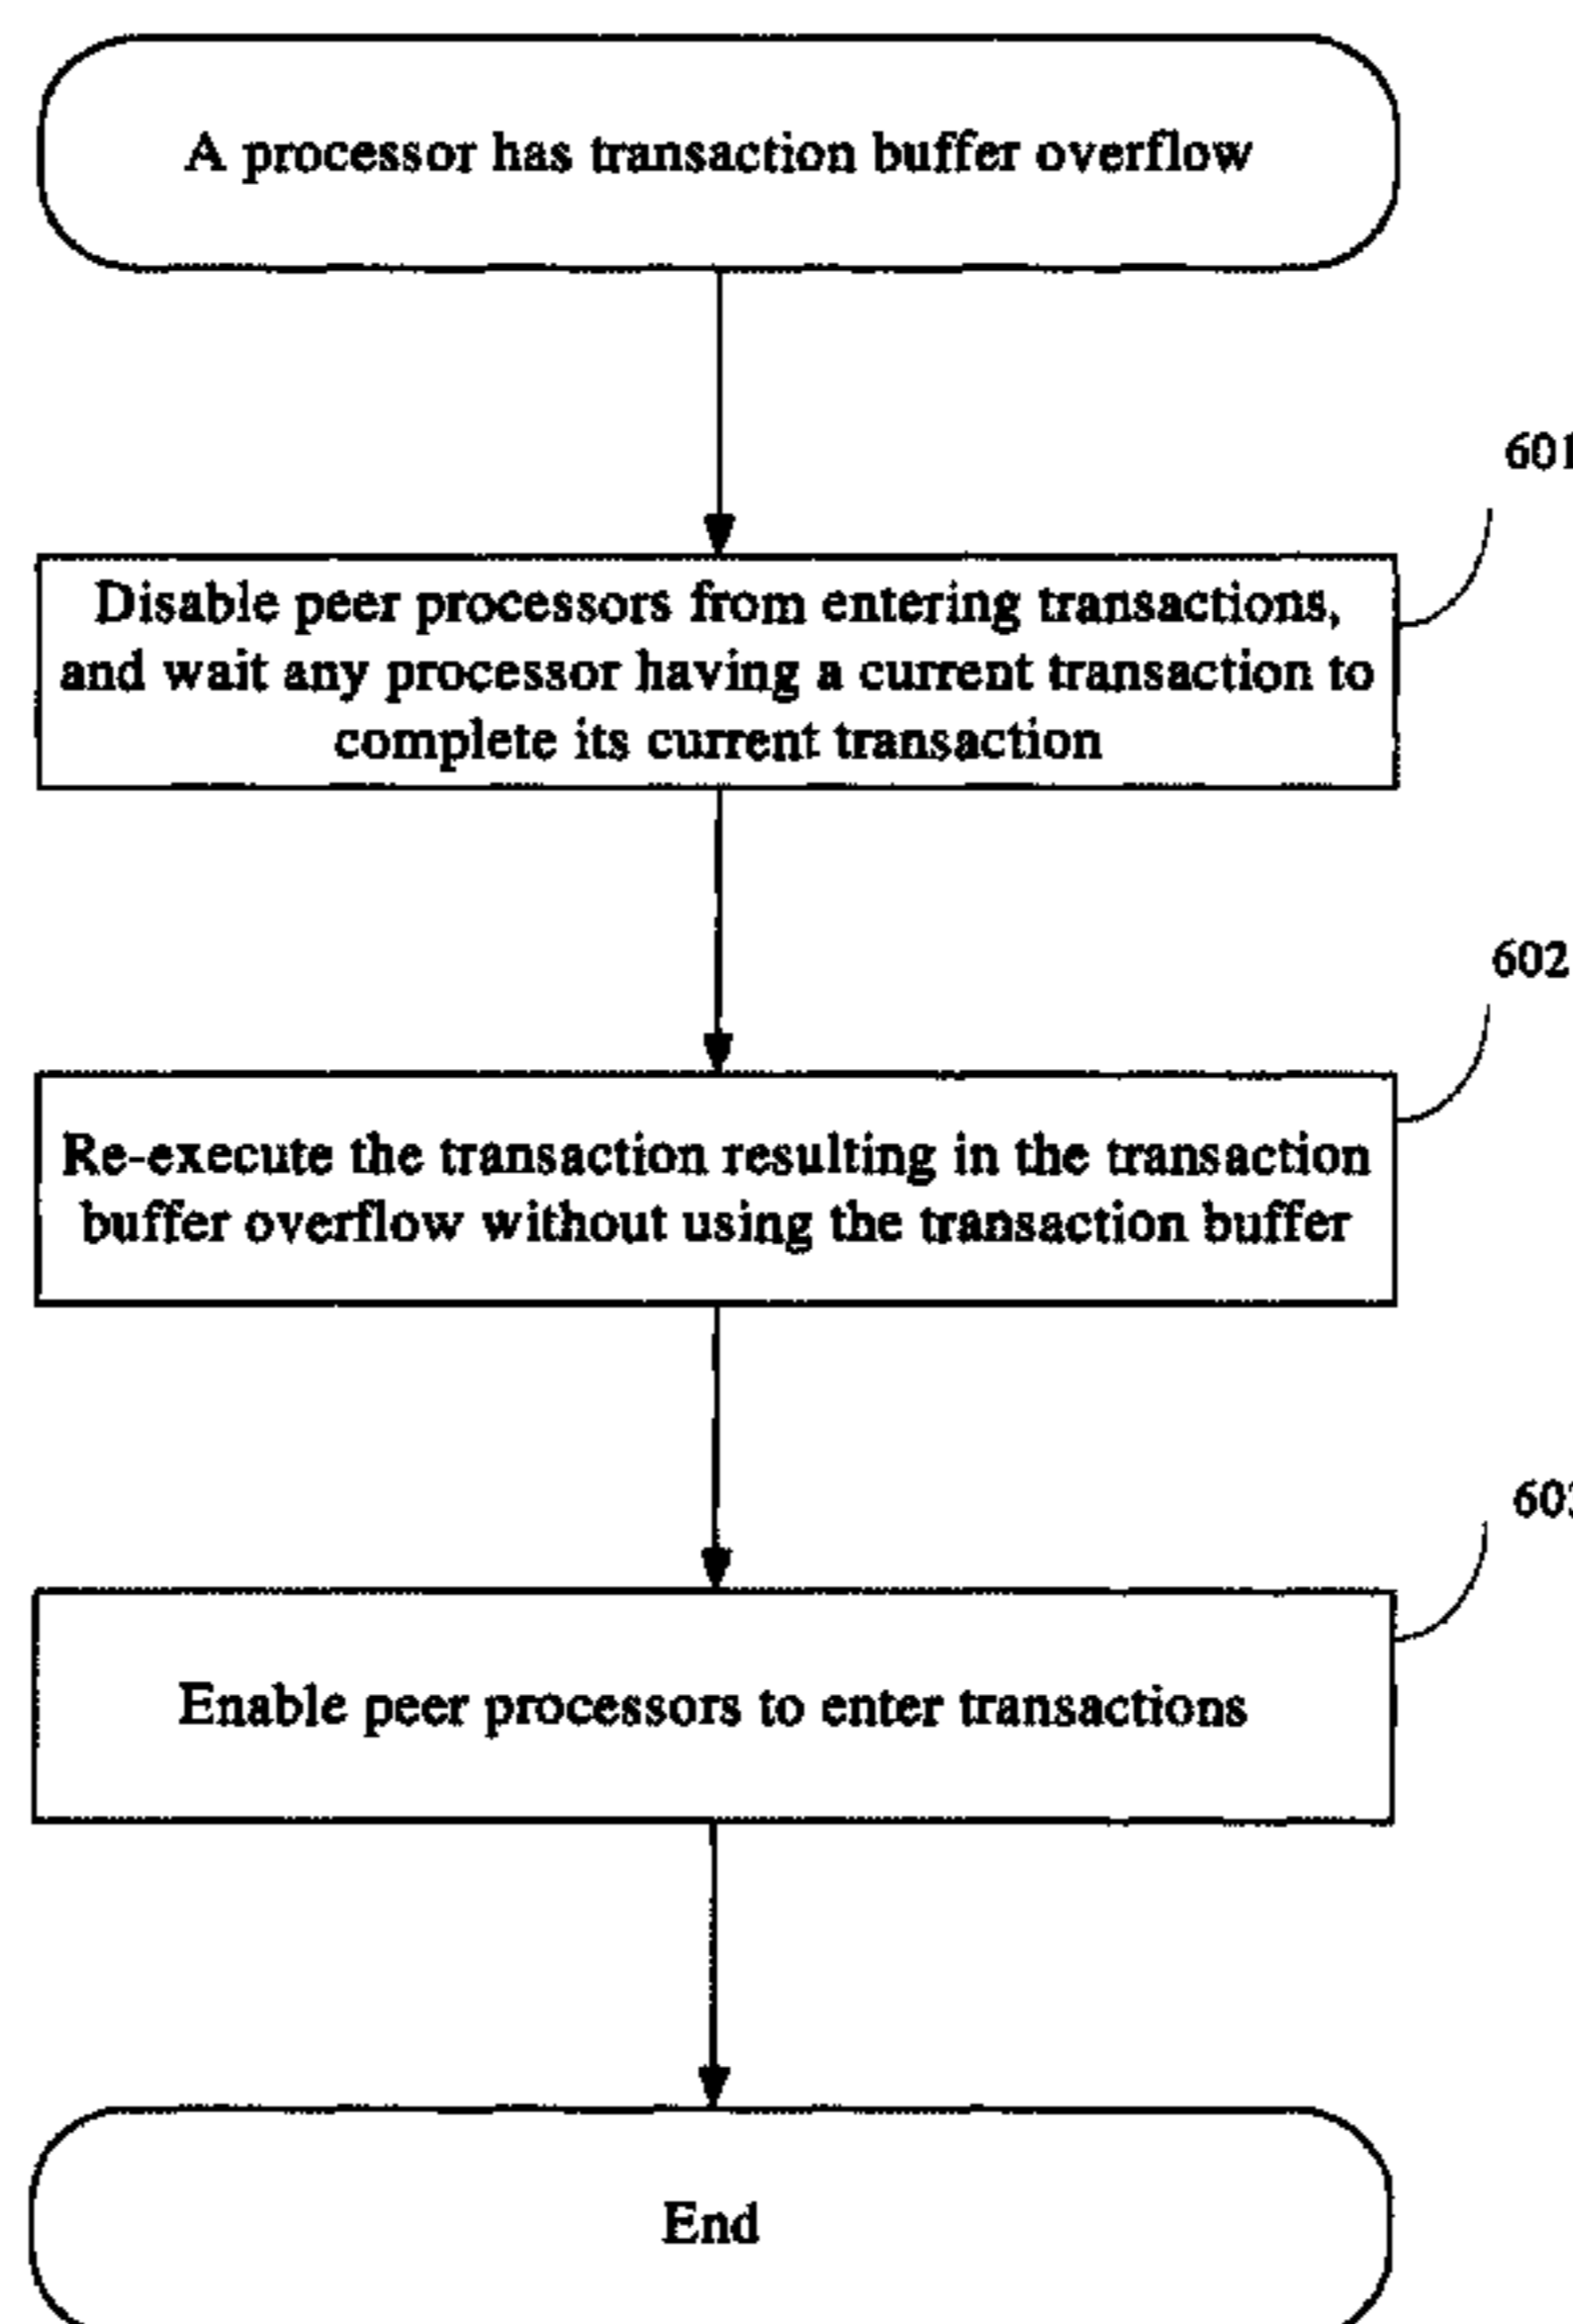 A processor has transaction buffer overflow
601
Disable peer processors from entering transactions,
and wait any processor having a current transaction to
complete its current transaction
602
Re-execute the transaction resulting in the transaction
buffer overflow without using the transaction buffer
603
Enable peer processors to enter transactions
End